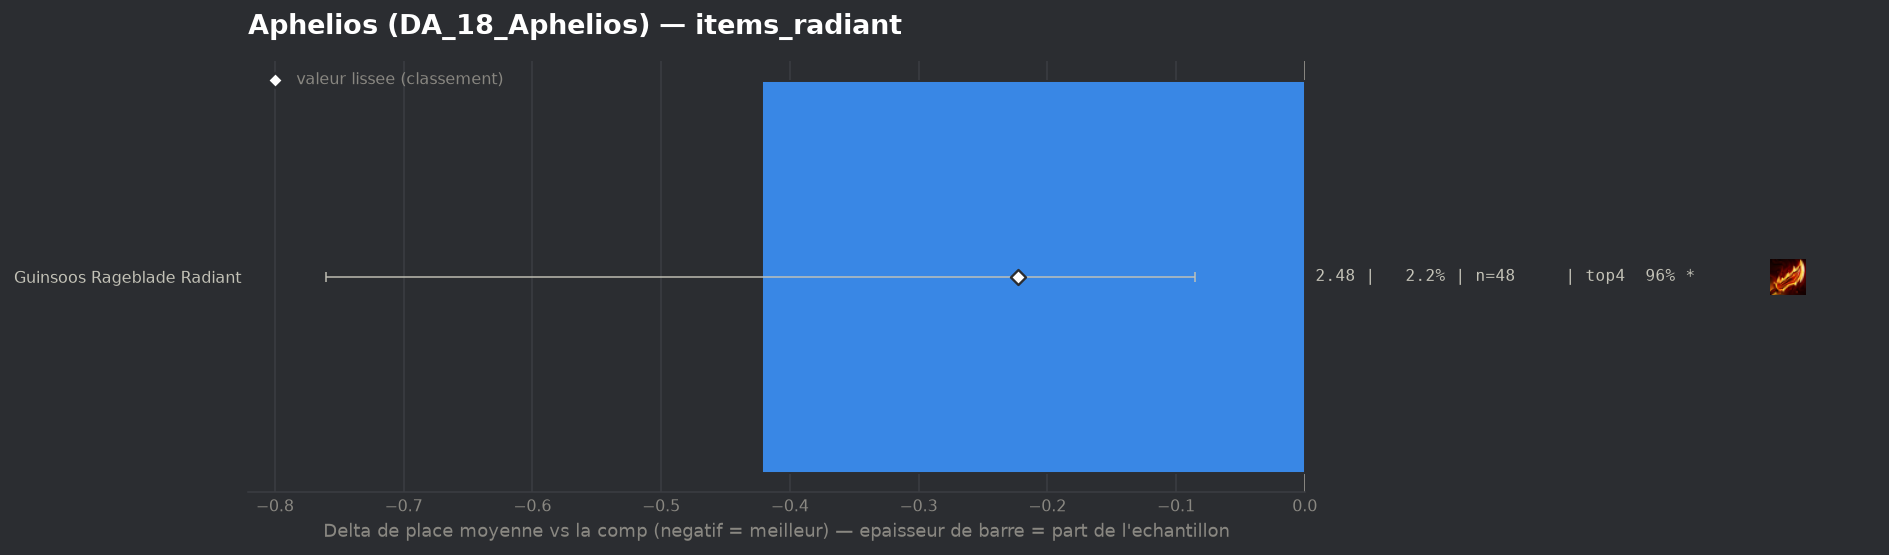 Aphelios (DA_18_Aphelios) — items_radiant
valeur lissee (classement)
Guinsoos Rageblade Radiant
2.48 | 2.2% | n=48 | top4 96% *
−0.8 −0.7 −0.6 −0.5 −0.4 −0.3 −0.2 −0.1 0.0
Delta de place moyenne vs la comp (negatif = meilleur) — epaisseur de barre = part de l'echantillon